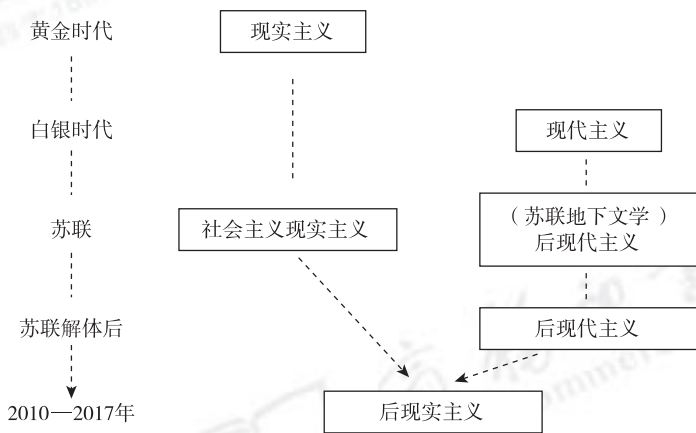 黄金时代
现实主义
白银时代
现代主义
苏联
社会主义现实主义
（苏联地下文学）
后现代主义
苏联解体后
后现代主义
2010—2017年
后现实主义